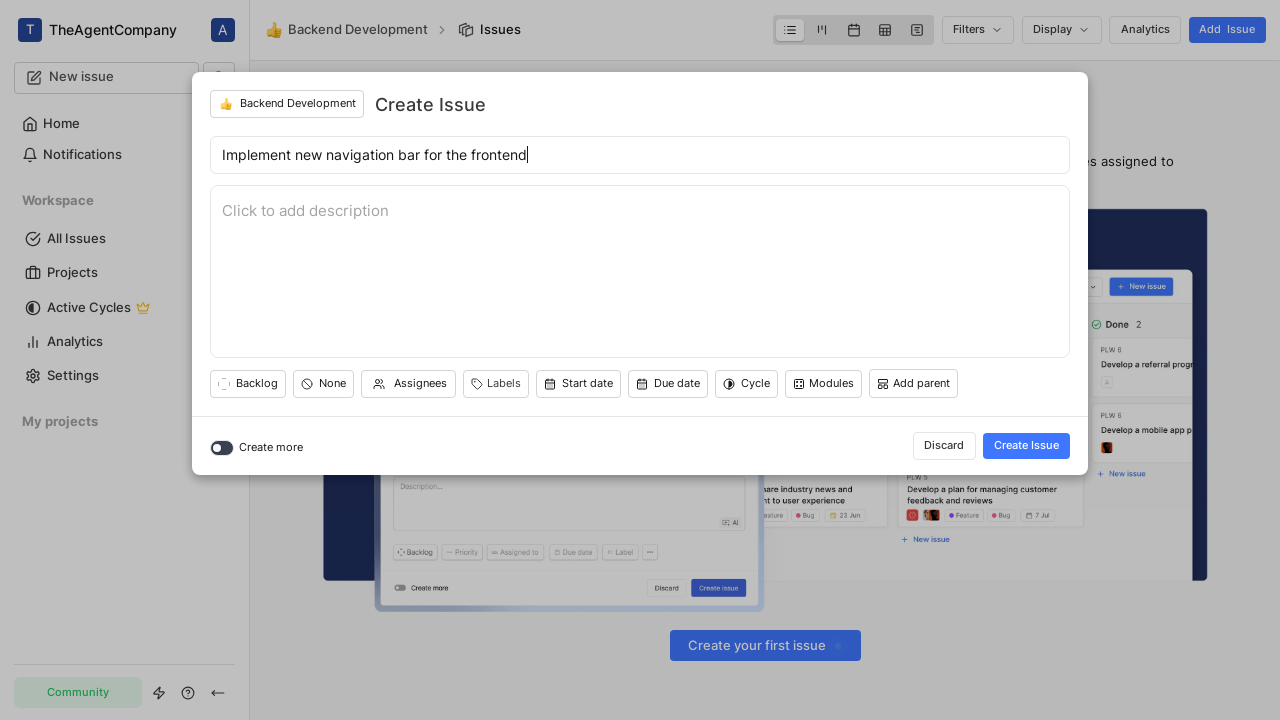 T TheAgentCompany A
Backend Development Issues
Filters Display Analytics Add Issue
New issue
Home
Notifications
Workspace
All Issues
Projects
Active Cycles
Analytics
Settings
My projects
Community
Backend Development Create Issue
Implement new navigation bar for the frontend
Click to add description
Backlog None Assignees Labels Start date Due date Cycle Modules Add parent
Create more Discard Create Issue
s assigned to
New issue
Done 2
PLW 6
Develop a referral progr
PLW 6
Develop a mobile app p
New issue
Description...
AI
Backlog Priority Assigned to Due date Label
Create more Discard Create issue
hare industry news and
nt to user experience
Feature Bug 23 Jun
PLW 5
Develop a plan for managing customer
feedback and reviews
Feature Bug 7 Jul
New issue
Create your first issue